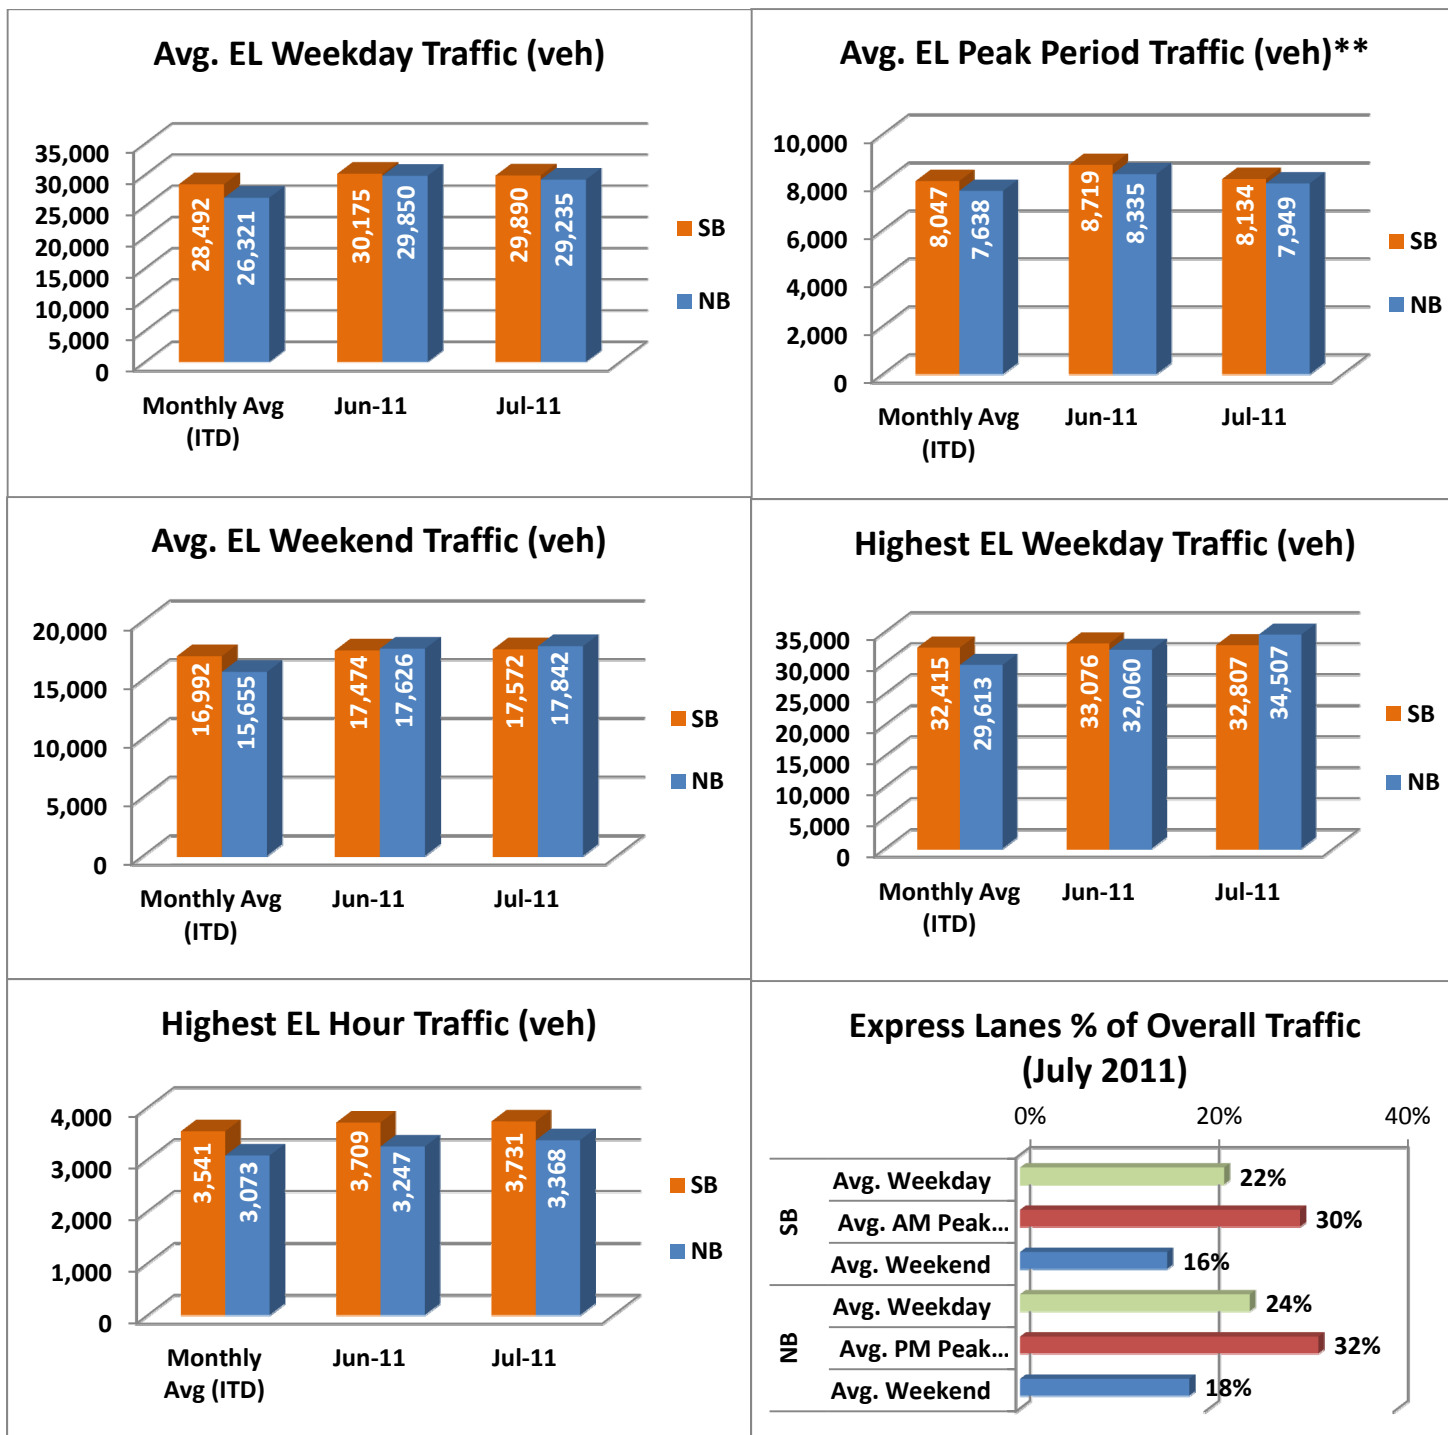 Avg. EL Weekday Traffic (veh)
35,000
30,000
25,000
20,000
15,000
10,000
5,000
0
28,492
26,321
30,175
29,850
29,890
29,235
Monthly Avg
(ITD)
Jun-11
Jul-11
SB
NB
Avg. EL Peak Period Traffic (veh)**
10,000
8,000
6,000
4,000
2,000
0
8,047
7,638
8,719
8,335
8,134
7,949
Monthly Avg
(ITD)
Jun-11
Jul-11
SB
NB
Avg. EL Weekend Traffic (veh)
20,000
15,000
10,000
5,000
0
16,992
15,655
17,474
17,626
17,572
17,842
Monthly Avg
(ITD)
Jun-11
Jul-11
SB
NB
Highest EL Weekday Traffic (veh)
35,000
30,000
25,000
20,000
15,000
10,000
5,000
0
32,415
29,613
33,076
32,060
32,807
34,507
Monthly Avg
(ITD)
Jun-11
Jul-11
SB
NB
Highest EL Hour Traffic (veh)
4,000
3,000
2,000
1,000
0
3,541
3,073
3,709
3,247
3,731
3,368
Monthly
Avg (ITD)
Jun-11
Jul-11
SB
NB
Express Lanes % of Overall Traffic
(July 2011)
0% 20% 40%
SB
Avg. Weekday 22%
Avg. AM Peak... 30%
Avg. Weekend 16%
NB
Avg. Weekday 24%
Avg. PM Peak... 32%
Avg. Weekend 18%